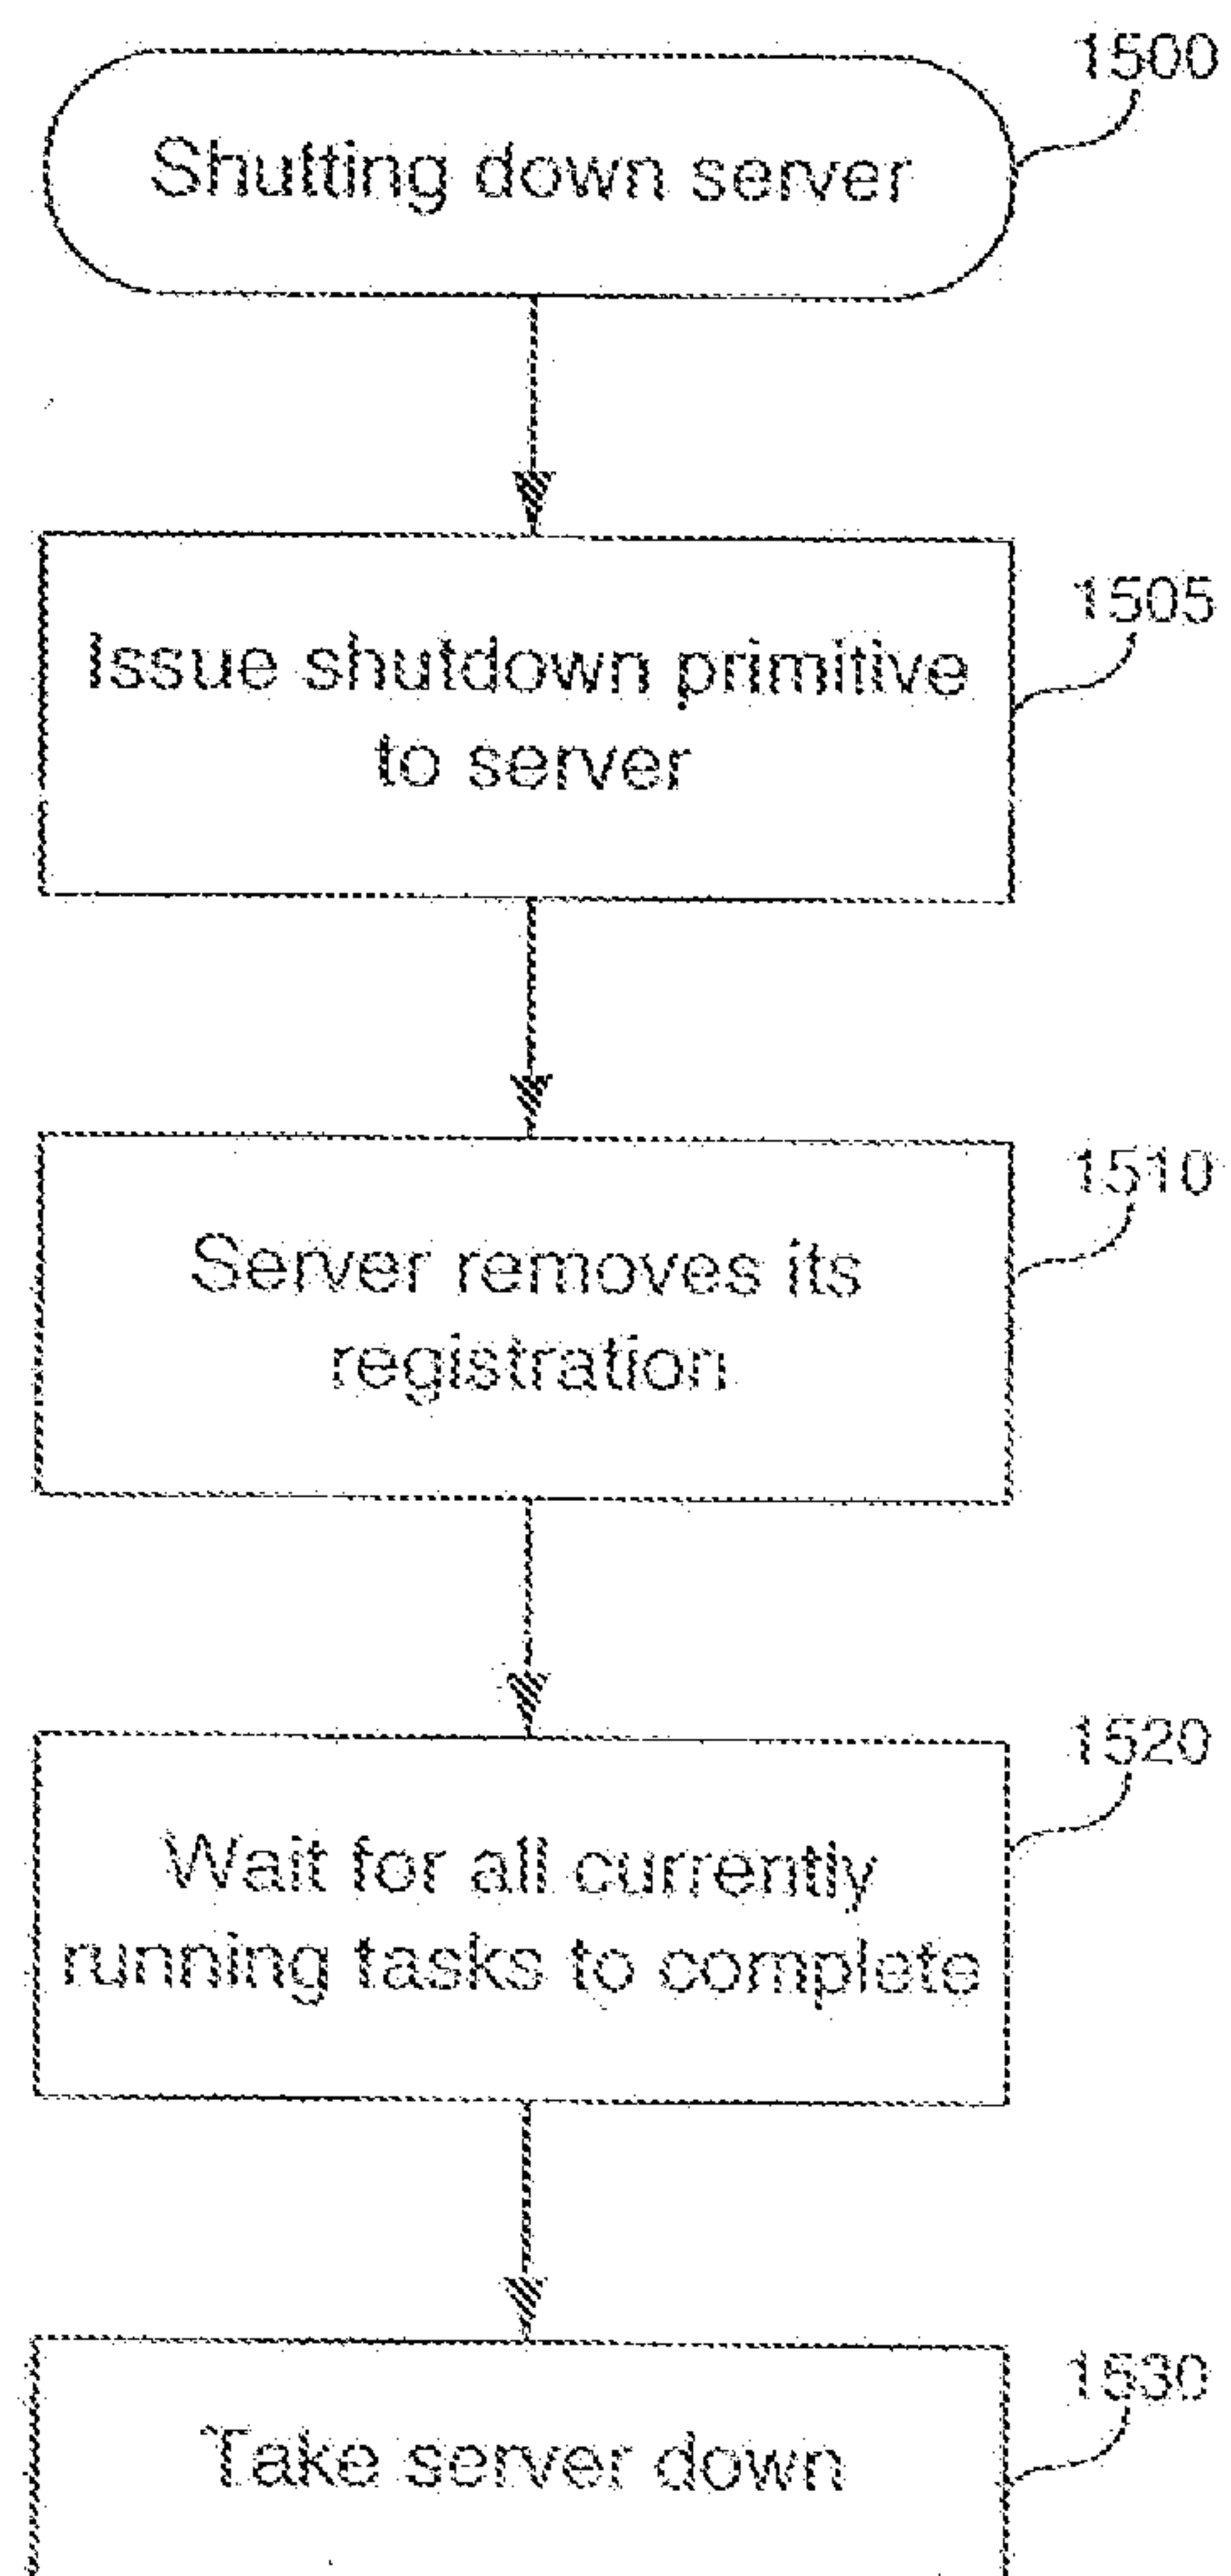 1500
Shutting down server
1505
Issue shutdown primitive
to server
1510
Server removes its
registration
1520
Wait for all currently
running tasks to complete
1530
Take server down